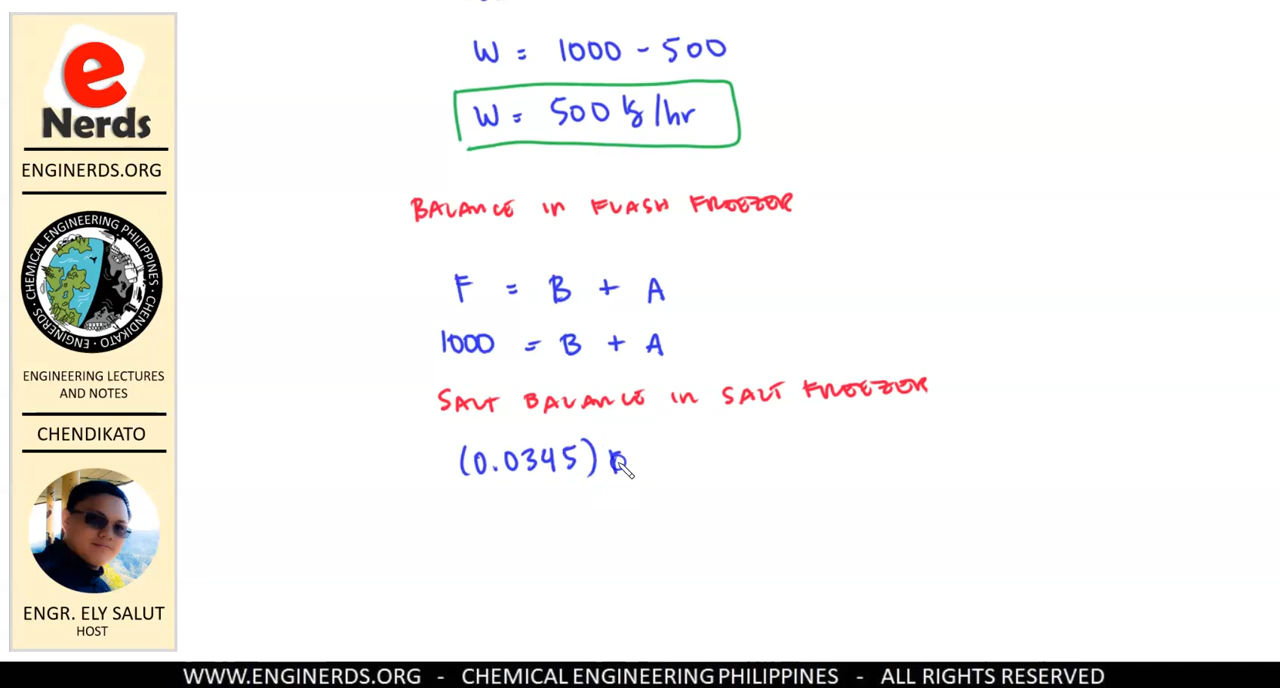 e
Nerds
ENGINERDS.ORG
CHEMICAL ENGINEERING PHILIPPINES
CHENDIKATO · ENGINERDS ·
ENGINEERING LECTURES
AND NOTES
CHENDIKATO
ENGR. ELY SALUT
HOST
W = 1000 - 500
W = 500 kg/hr
BALANCE in FLASH FREEZER
F = B + A
1000 = B + A
SALT BALANCE in SALT FREEZER
(0.0345)
WWW.ENGINERDS.ORG - CHEMICAL ENGINEERING PHILIPPINES - ALL RIGHTS RESERVED